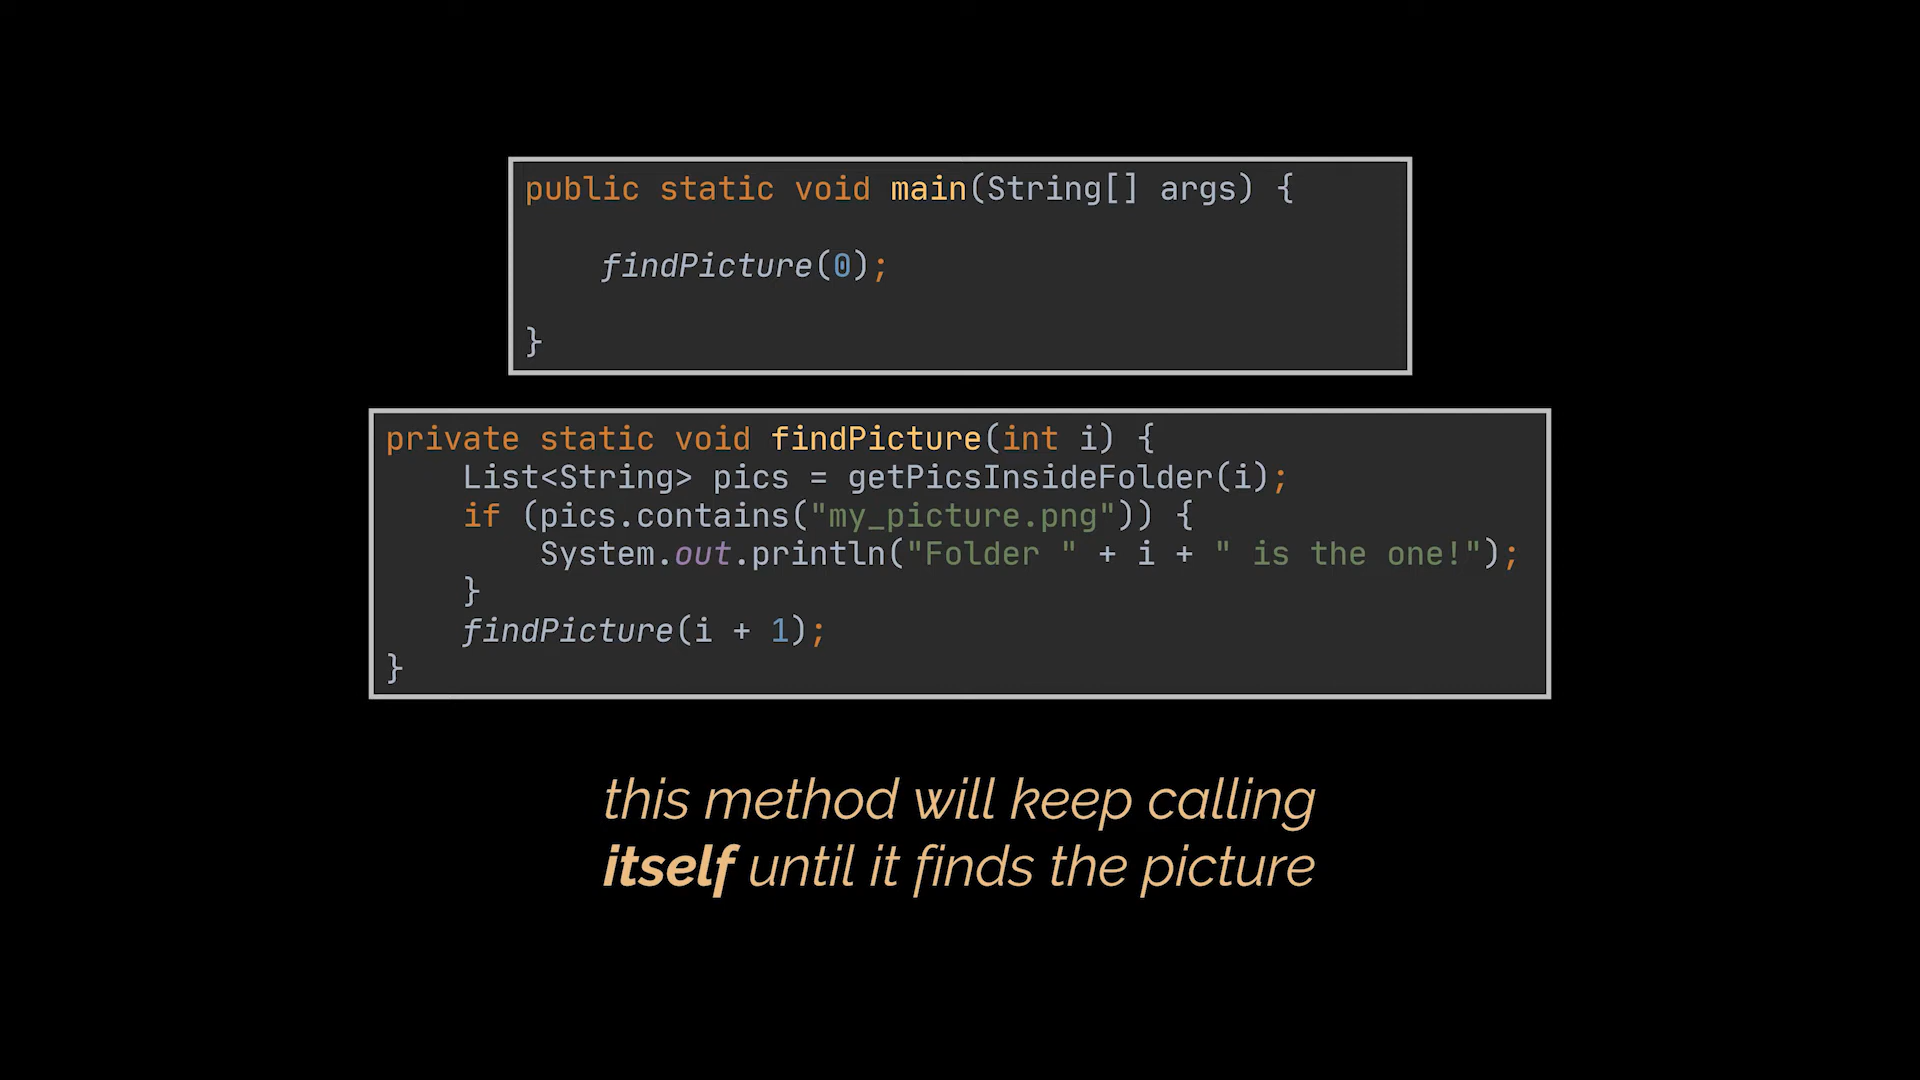 public static void main(String[] args) {
findPicture(0);
}
private static void findPicture(int i) {
List<String> pics = getPicsInsideFolder(i);
if (pics.contains("my_picture.png")) {
System.out.println("Folder " + i + " is the one!");
}
findPicture(i + 1);
}
this method will keep calling
itself until it finds the picture